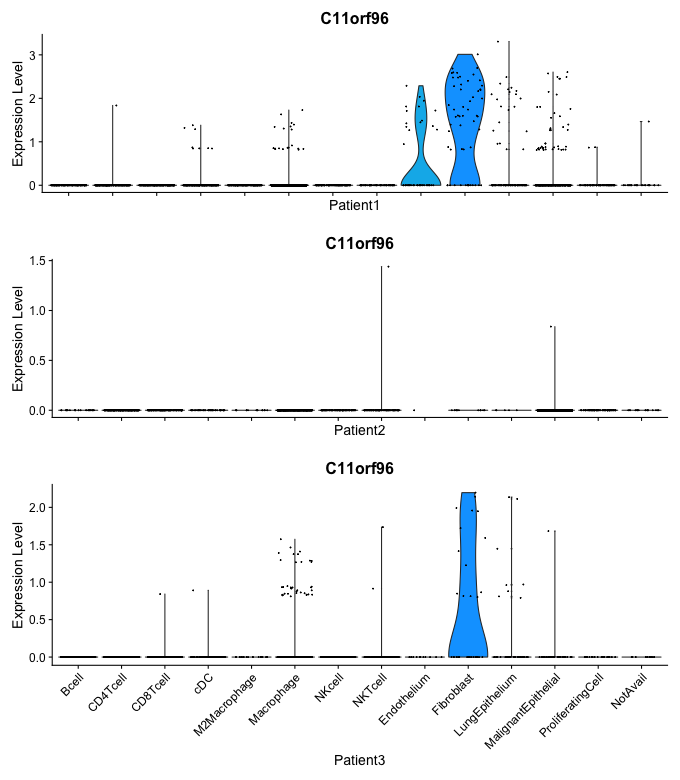 C11orf96
Expression Level
3
2
1
0
Patient1
C11orf96
Expression Level
1.5
1.0
0.5
0.0
Patient2
C11orf96
Expression Level
2.0
1.5
1.0
0.5
0.0
Bcell
CD4Tcell
CD8Tcell
cDC
M2Macrophage
Macrophage
NKcell
NKTcell
Endothelium
Fibroblast
LungEpithelium
MalignantEpithelial
ProliferatingCell
NotAvail
Patient3